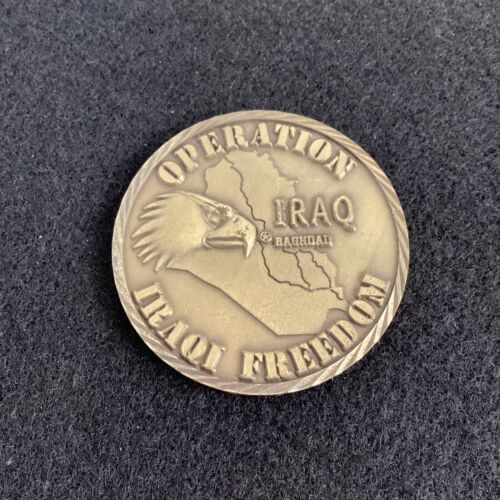 OPERATION
IRAQ
BAGHDAD
IRAQI FREEDOM